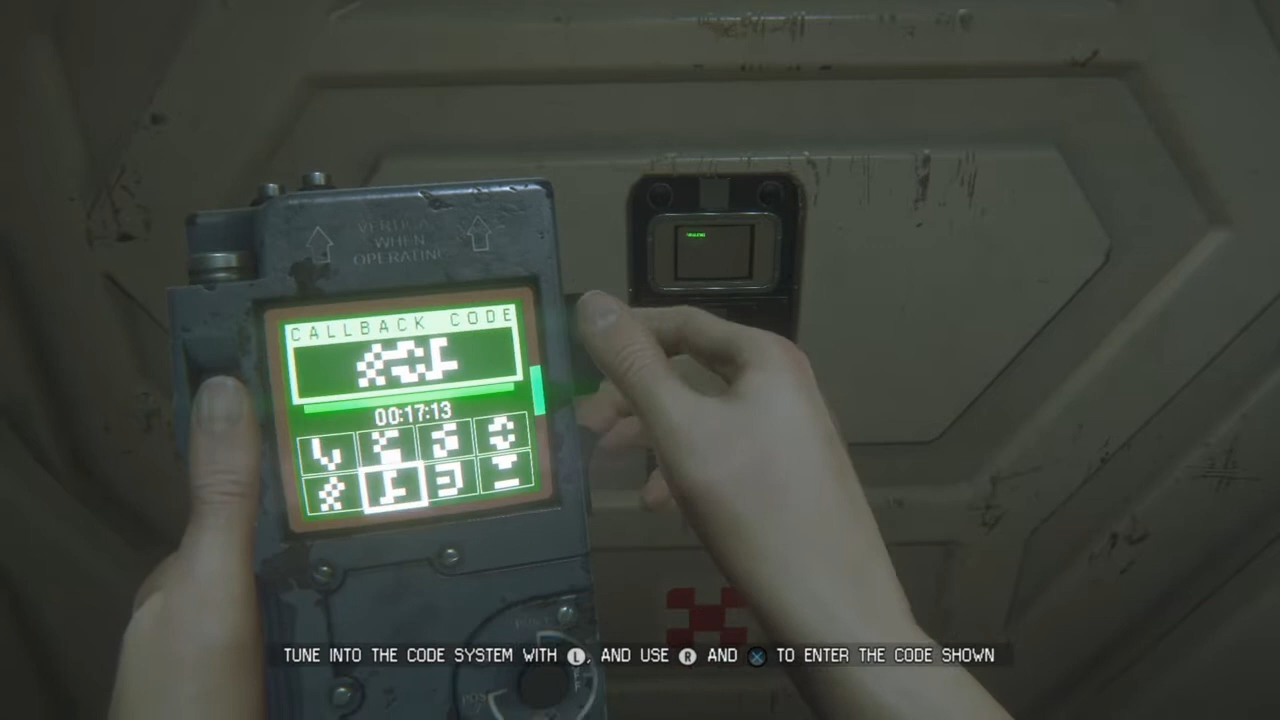 VERTICAL
WHEN
OPERATING
CALLBACK CODE
00:17:13
TUNE INTO THE CODE SYSTEM WITH L, AND USE R AND X TO ENTER THE CODE SHOWN